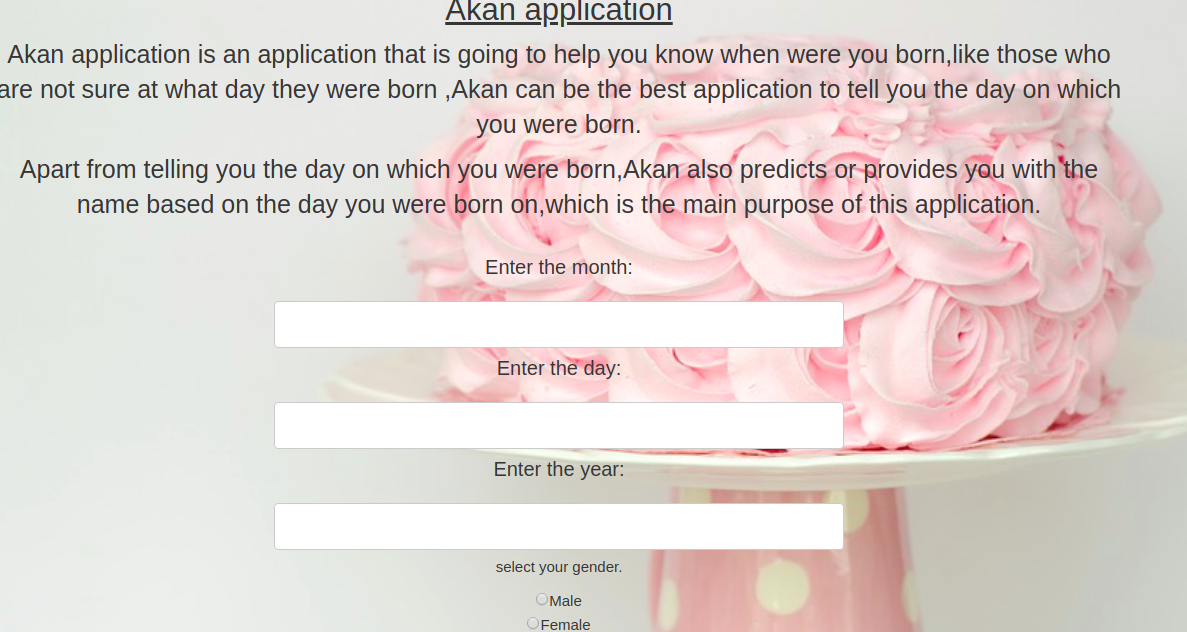 Akan application
Akan application is an application that is going to help you know when were you born,like those who
are not sure at what day they were born ,Akan can be the best application to tell you the day on which
you were born.
Apart from telling you the day on which you were born,Akan also predicts or provides you with the
name based on the day you were born on,which is the main purpose of this application.
Enter the month:
Enter the day:
Enter the year:
select your gender.
Male
Female